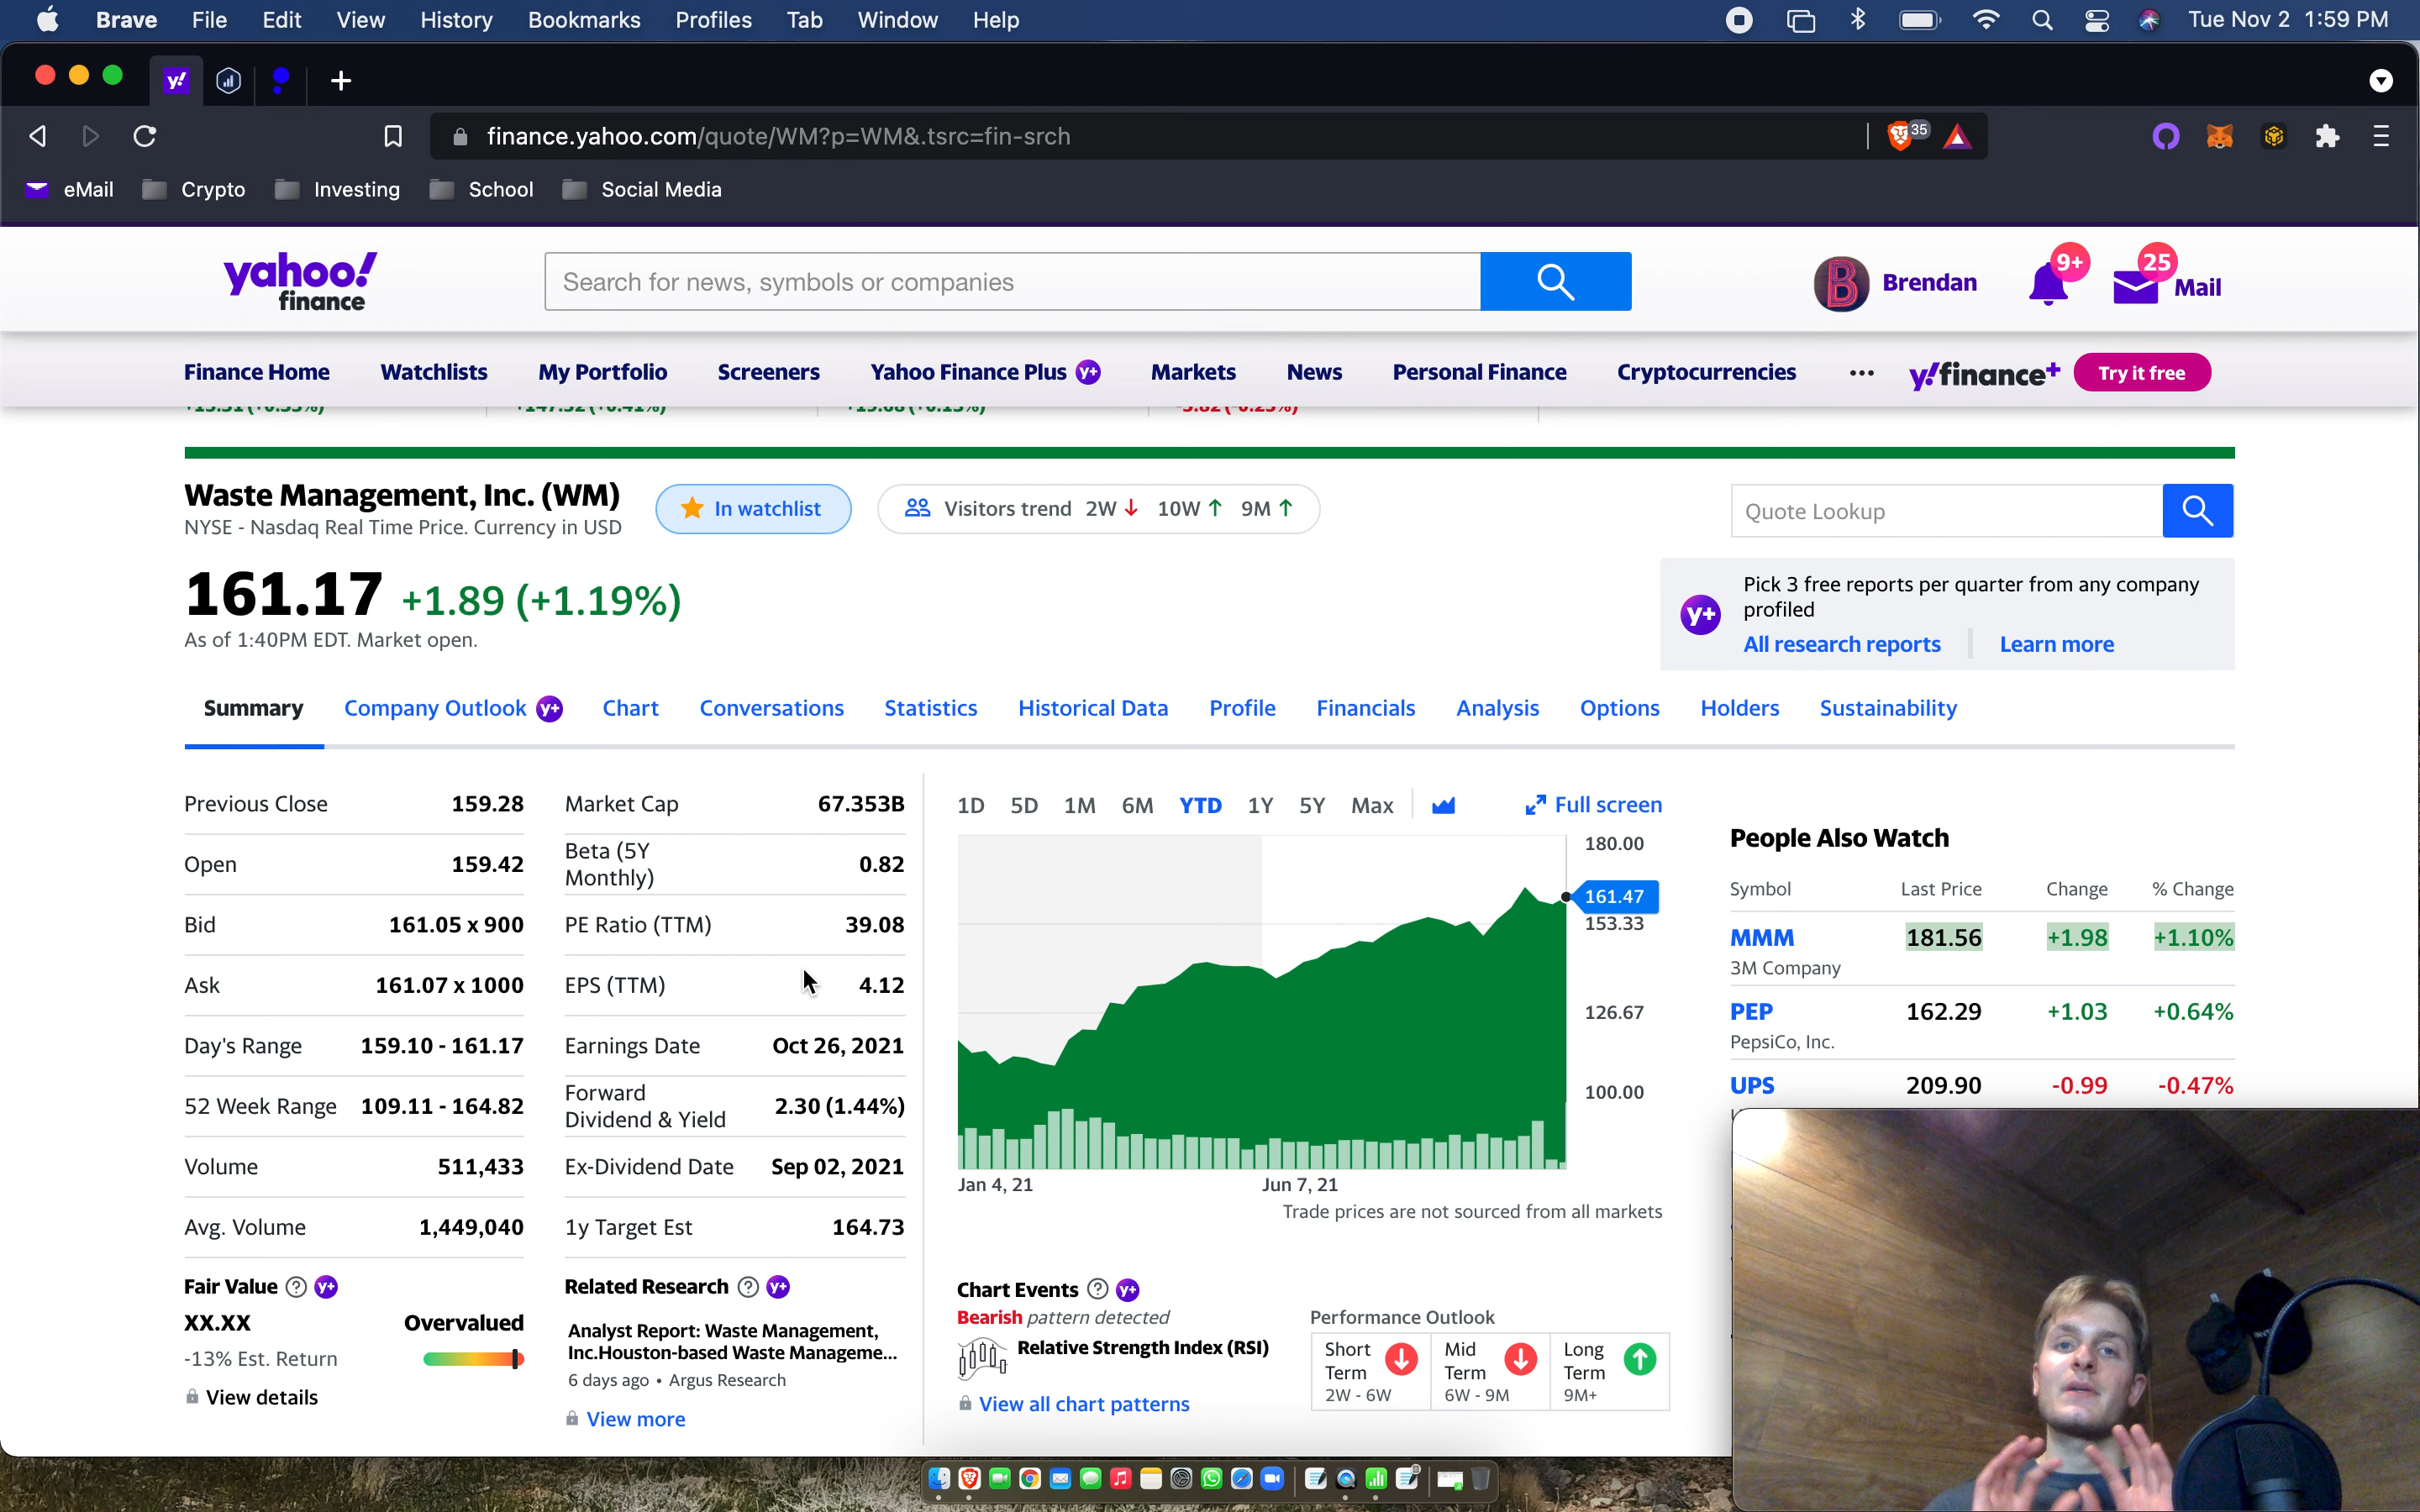 Brave File Edit View History Bookmarks Profiles Tab Window Help Tue Nov 2 1:59 PM
finance.yahoo.com/quote/WM?p=WM&.tsrc=fin-srch 35
eMail Crypto Investing School Social Media
yahoo! finance Search for news, symbols or companies B Brendan 9+ 25 Mail
Finance Home Watchlists My Portfolio Screeners Yahoo Finance Plus y+ Markets News Personal Finance Cryptocurrencies ... y!finance+ Try it free
Waste Management, Inc. (WM) In watchlist Visitors trend 2W 10W 9M Quote Lookup
NYSE - Nasdaq Real Time Price. Currency in USD
161.17 +1.89 (+1.19%)
As of 1:40PM EDT. Market open.
y+ Pick 3 free reports per quarter from any company
profiled
All research reports Learn more
Summary Company Outlook y+ Chart Conversations Statistics Historical Data Profile Financials Analysis Options Holders Sustainability
Previous Close 159.28
Open 159.42
Bid 161.05 x 900
Ask 161.07 x 1000
Day's Range 159.10 - 161.17
52 Week Range 109.11 - 164.82
Volume 511,433
Avg. Volume 1,449,040
Market Cap 67.353B
Beta (5Y
Monthly) 0.82
PE Ratio (TTM) 39.08
EPS (TTM) 4.12
Earnings Date Oct 26, 2021
Forward
Dividend & Yield 2.30 (1.44%)
Ex-Dividend Date Sep 02, 2021
1y Target Est 164.73
1D 5D 1M 6M YTD 1Y 5Y Max Full screen
180.00
161.47
153.33
126.67
100.00
Jan 4, 21 Jun 7, 21
Trade prices are not sourced from all markets
People Also Watch
Symbol Last Price Change % Change
MMM 181.56 +1.98 +1.10%
3M Company
PEP 162.29 +1.03 +0.64%
PepsiCo, Inc.
UPS 209.90 -0.99 -0.47%
Fair Value ? y+
XX.XX Overvalued
-13% Est. Return
View details
Related Research ? y+
Analyst Report: Waste Management,
Inc.Houston-based Waste Manageme...
6 days ago • Argus Research
View more
Chart Events ? y+
Bearish pattern detected
Relative Strength Index (RSI)
View all chart patterns
Performance Outlook
Short
Term
2W - 6W
Mid
Term
6W - 9M
Long
Term
9M+